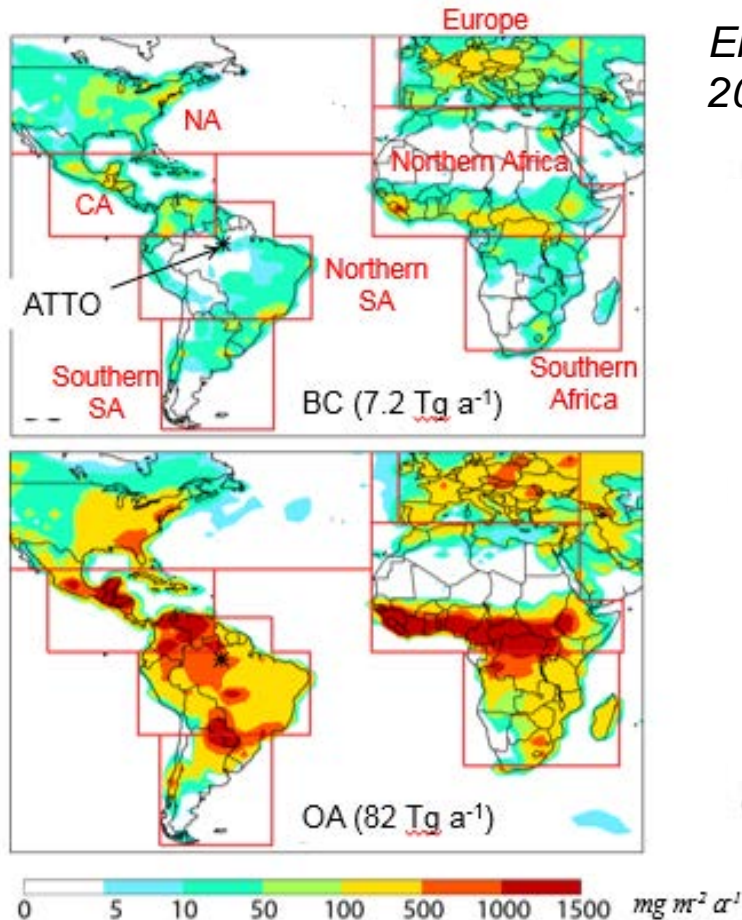 Europe
NA
Northern Africa
CA
ATTO
Northern
SA
Southern
SA
Southern
Africa
BC (7.2 Tg a⁻¹)
OA (82 Tg a⁻¹)
0 5 10 50 100 500 1000 1500 mg m⁻² a⁻¹
20